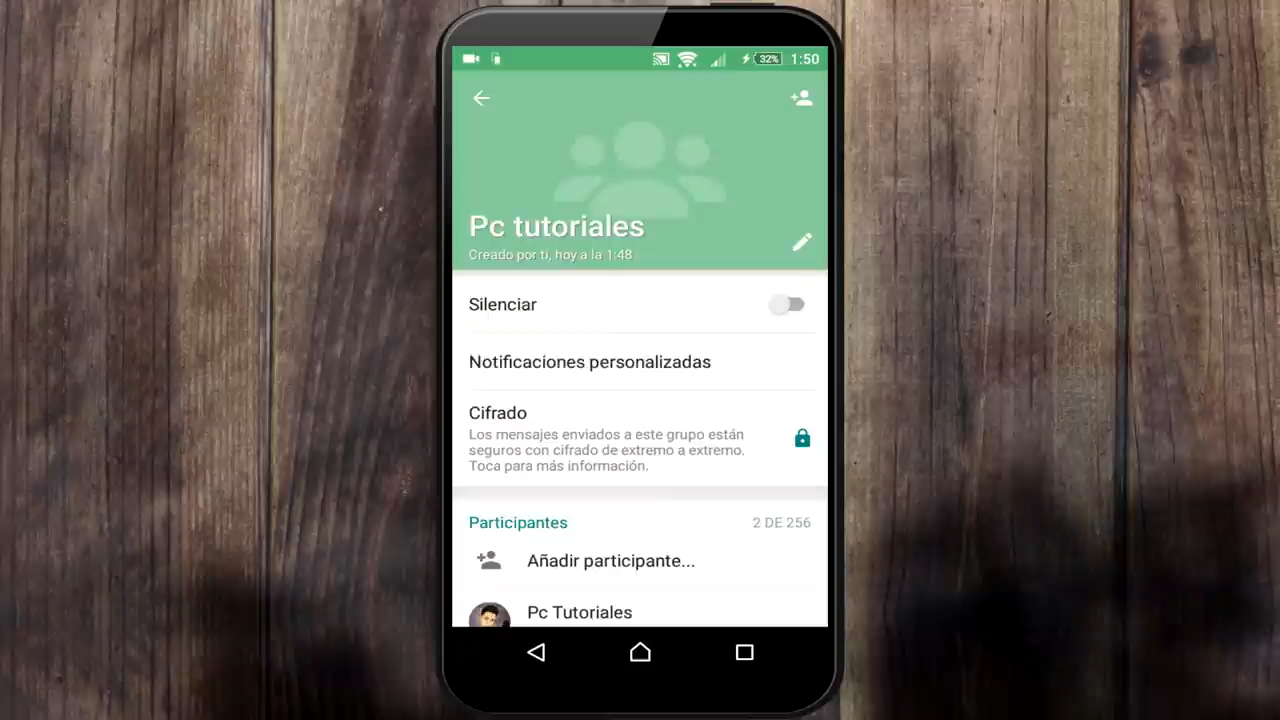 32% 1:50
Pc tutoriales
Creado por ti, hoy a la 1:48
Silenciar
Notificaciones personalizadas
Cifrado
Los mensajes enviados a este grupo están
seguros con cifrado de extremo a extremo.
Toca para más información.
Participantes 2 DE 256
Añadir participante...
Pc Tutoriales